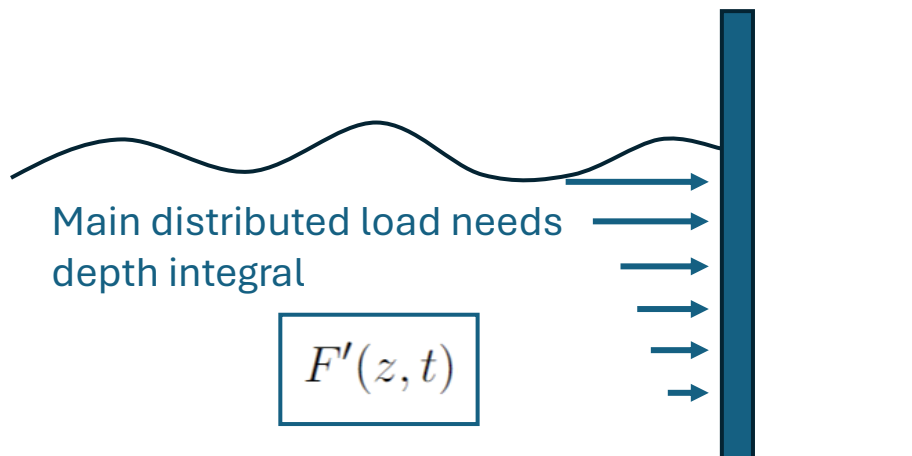 Main distributed load needs
depth integral
F′(z, t)